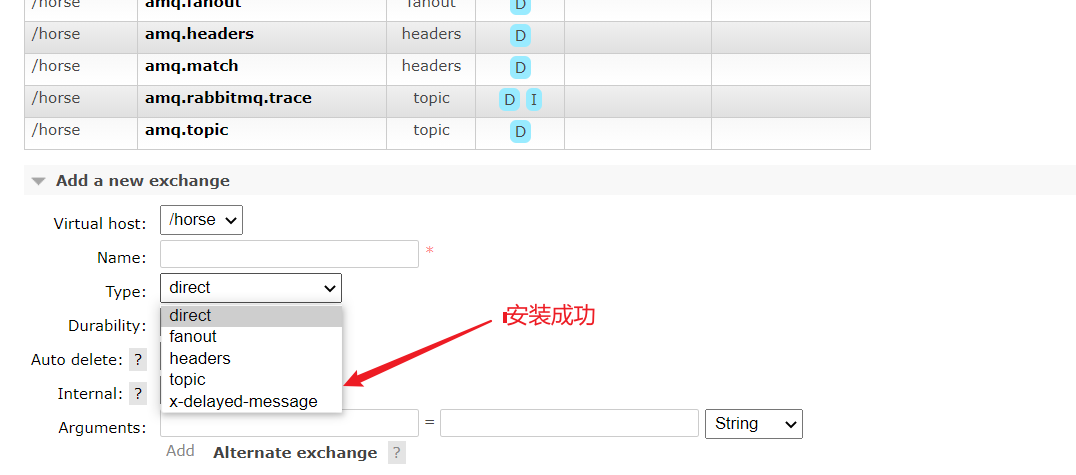 /horse amq.fanout fanout D
/horse amq.headers headers D
/horse amq.match headers D
/horse amq.rabbitmq.trace topic D I
/horse amq.topic topic D
Add a new exchange
Virtual host: /horse
Name: *
Type: direct
direct
安装成功
Durability:
fanout
headers
Auto delete: ?
topic
Internal: ?
x-delayed-message
Arguments: = String
Add Alternate exchange ?